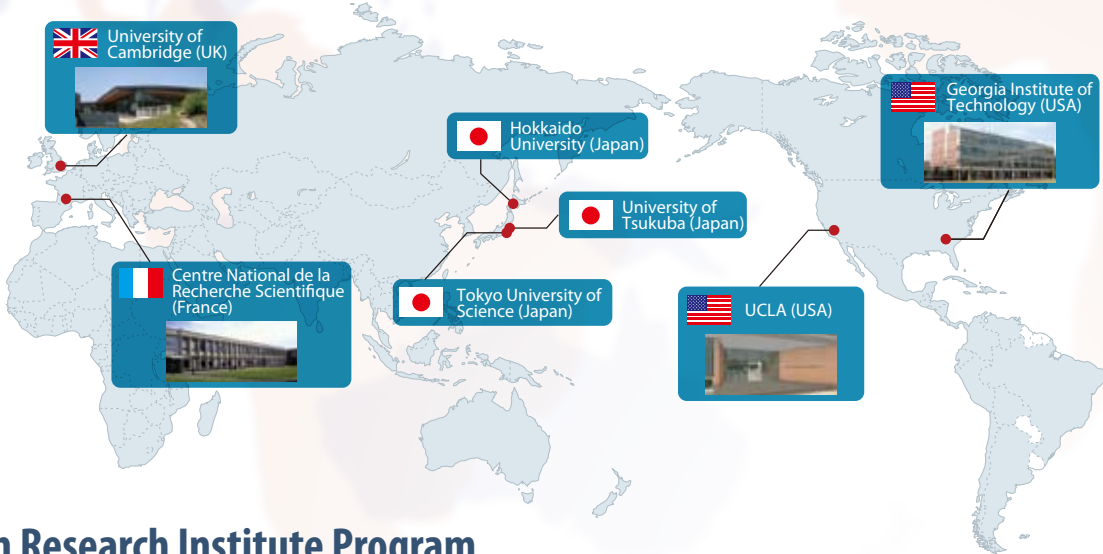 University of
Cambridge (UK)
Georgia Institute of
Technology (USA)
Hokkaido
University (Japan)
University of
Tsukuba (Japan)
Centre National de la
Recherche Scientifique
(France)
Tokyo University of
Science (Japan)
UCLA (USA)
Research Institute Program